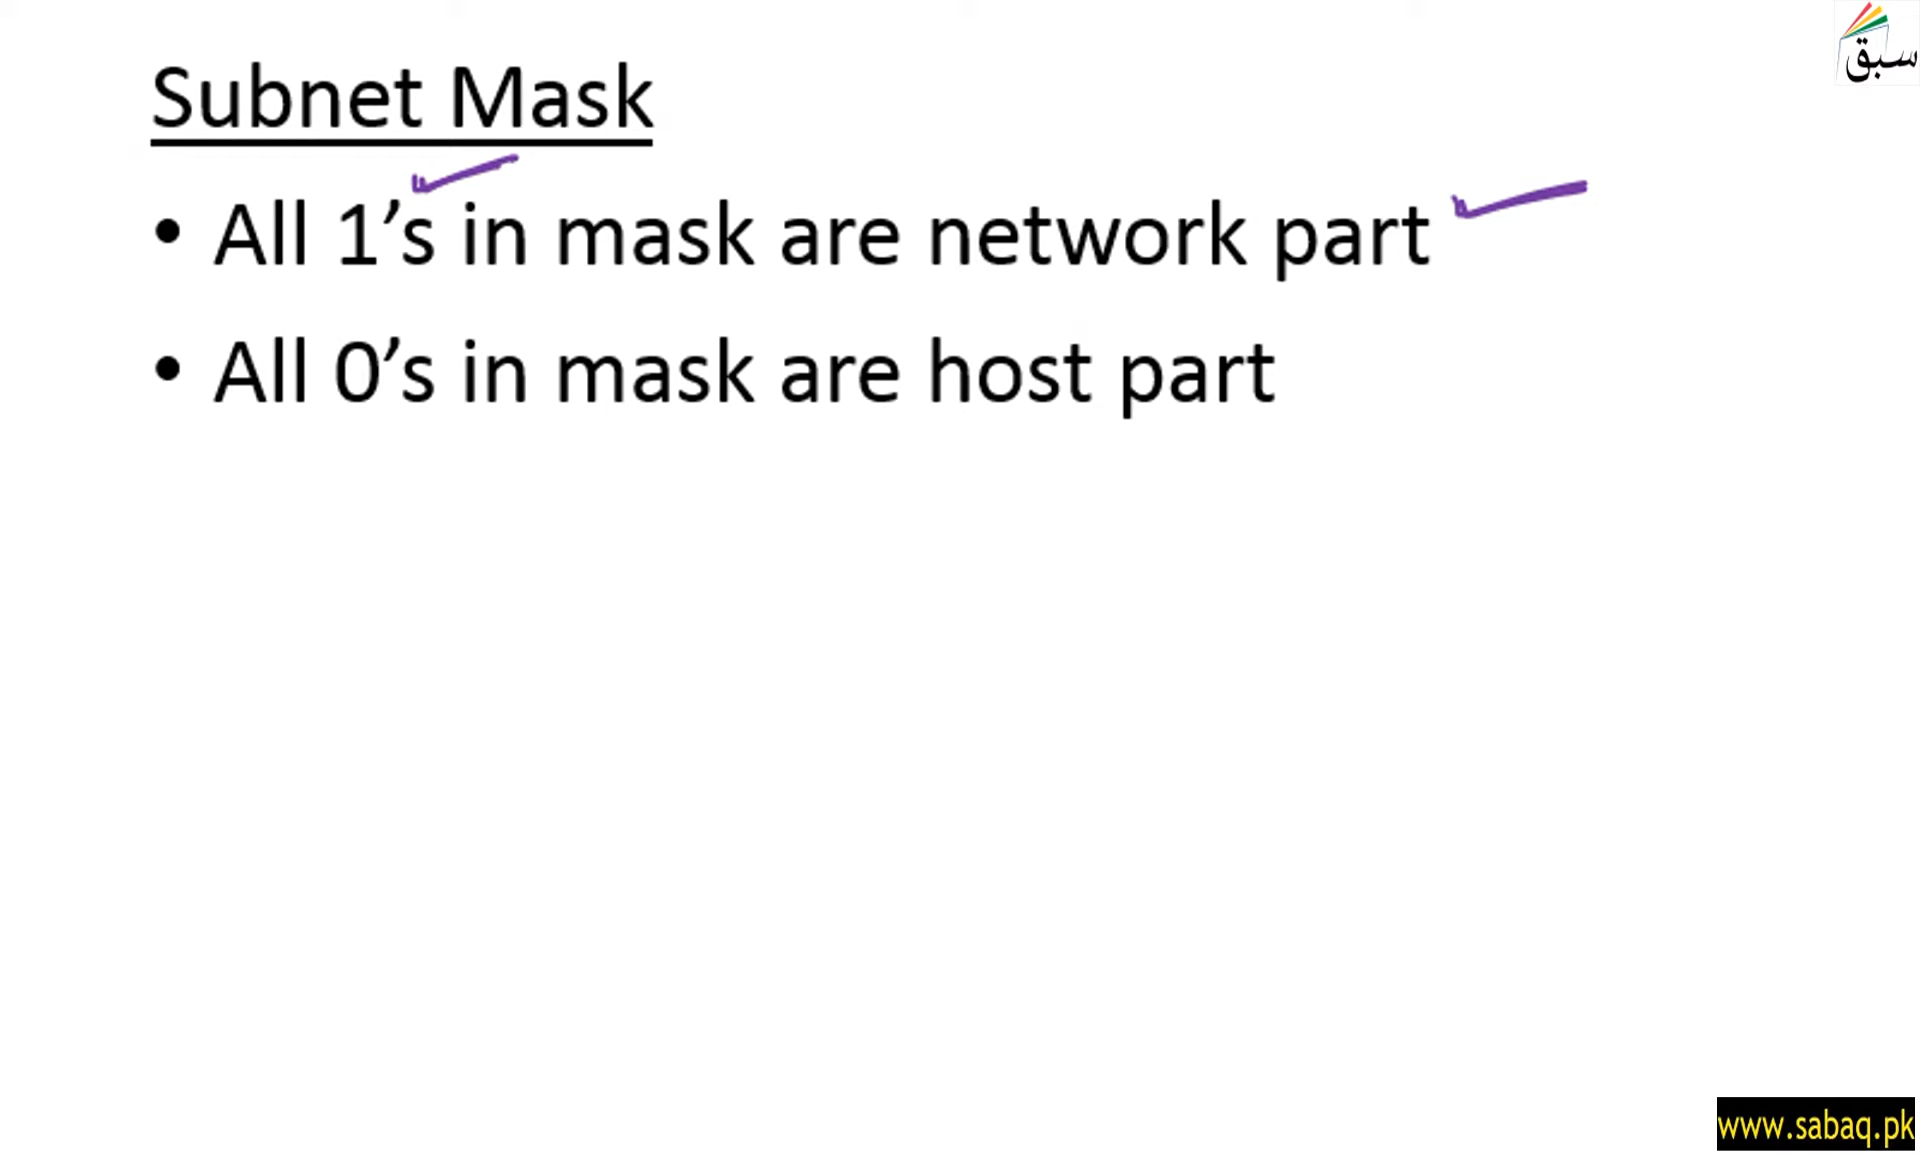 سبق
Subnet Mask
• All 1’s in mask are network part
• All 0’s in mask are host part
www.sabaq.pk